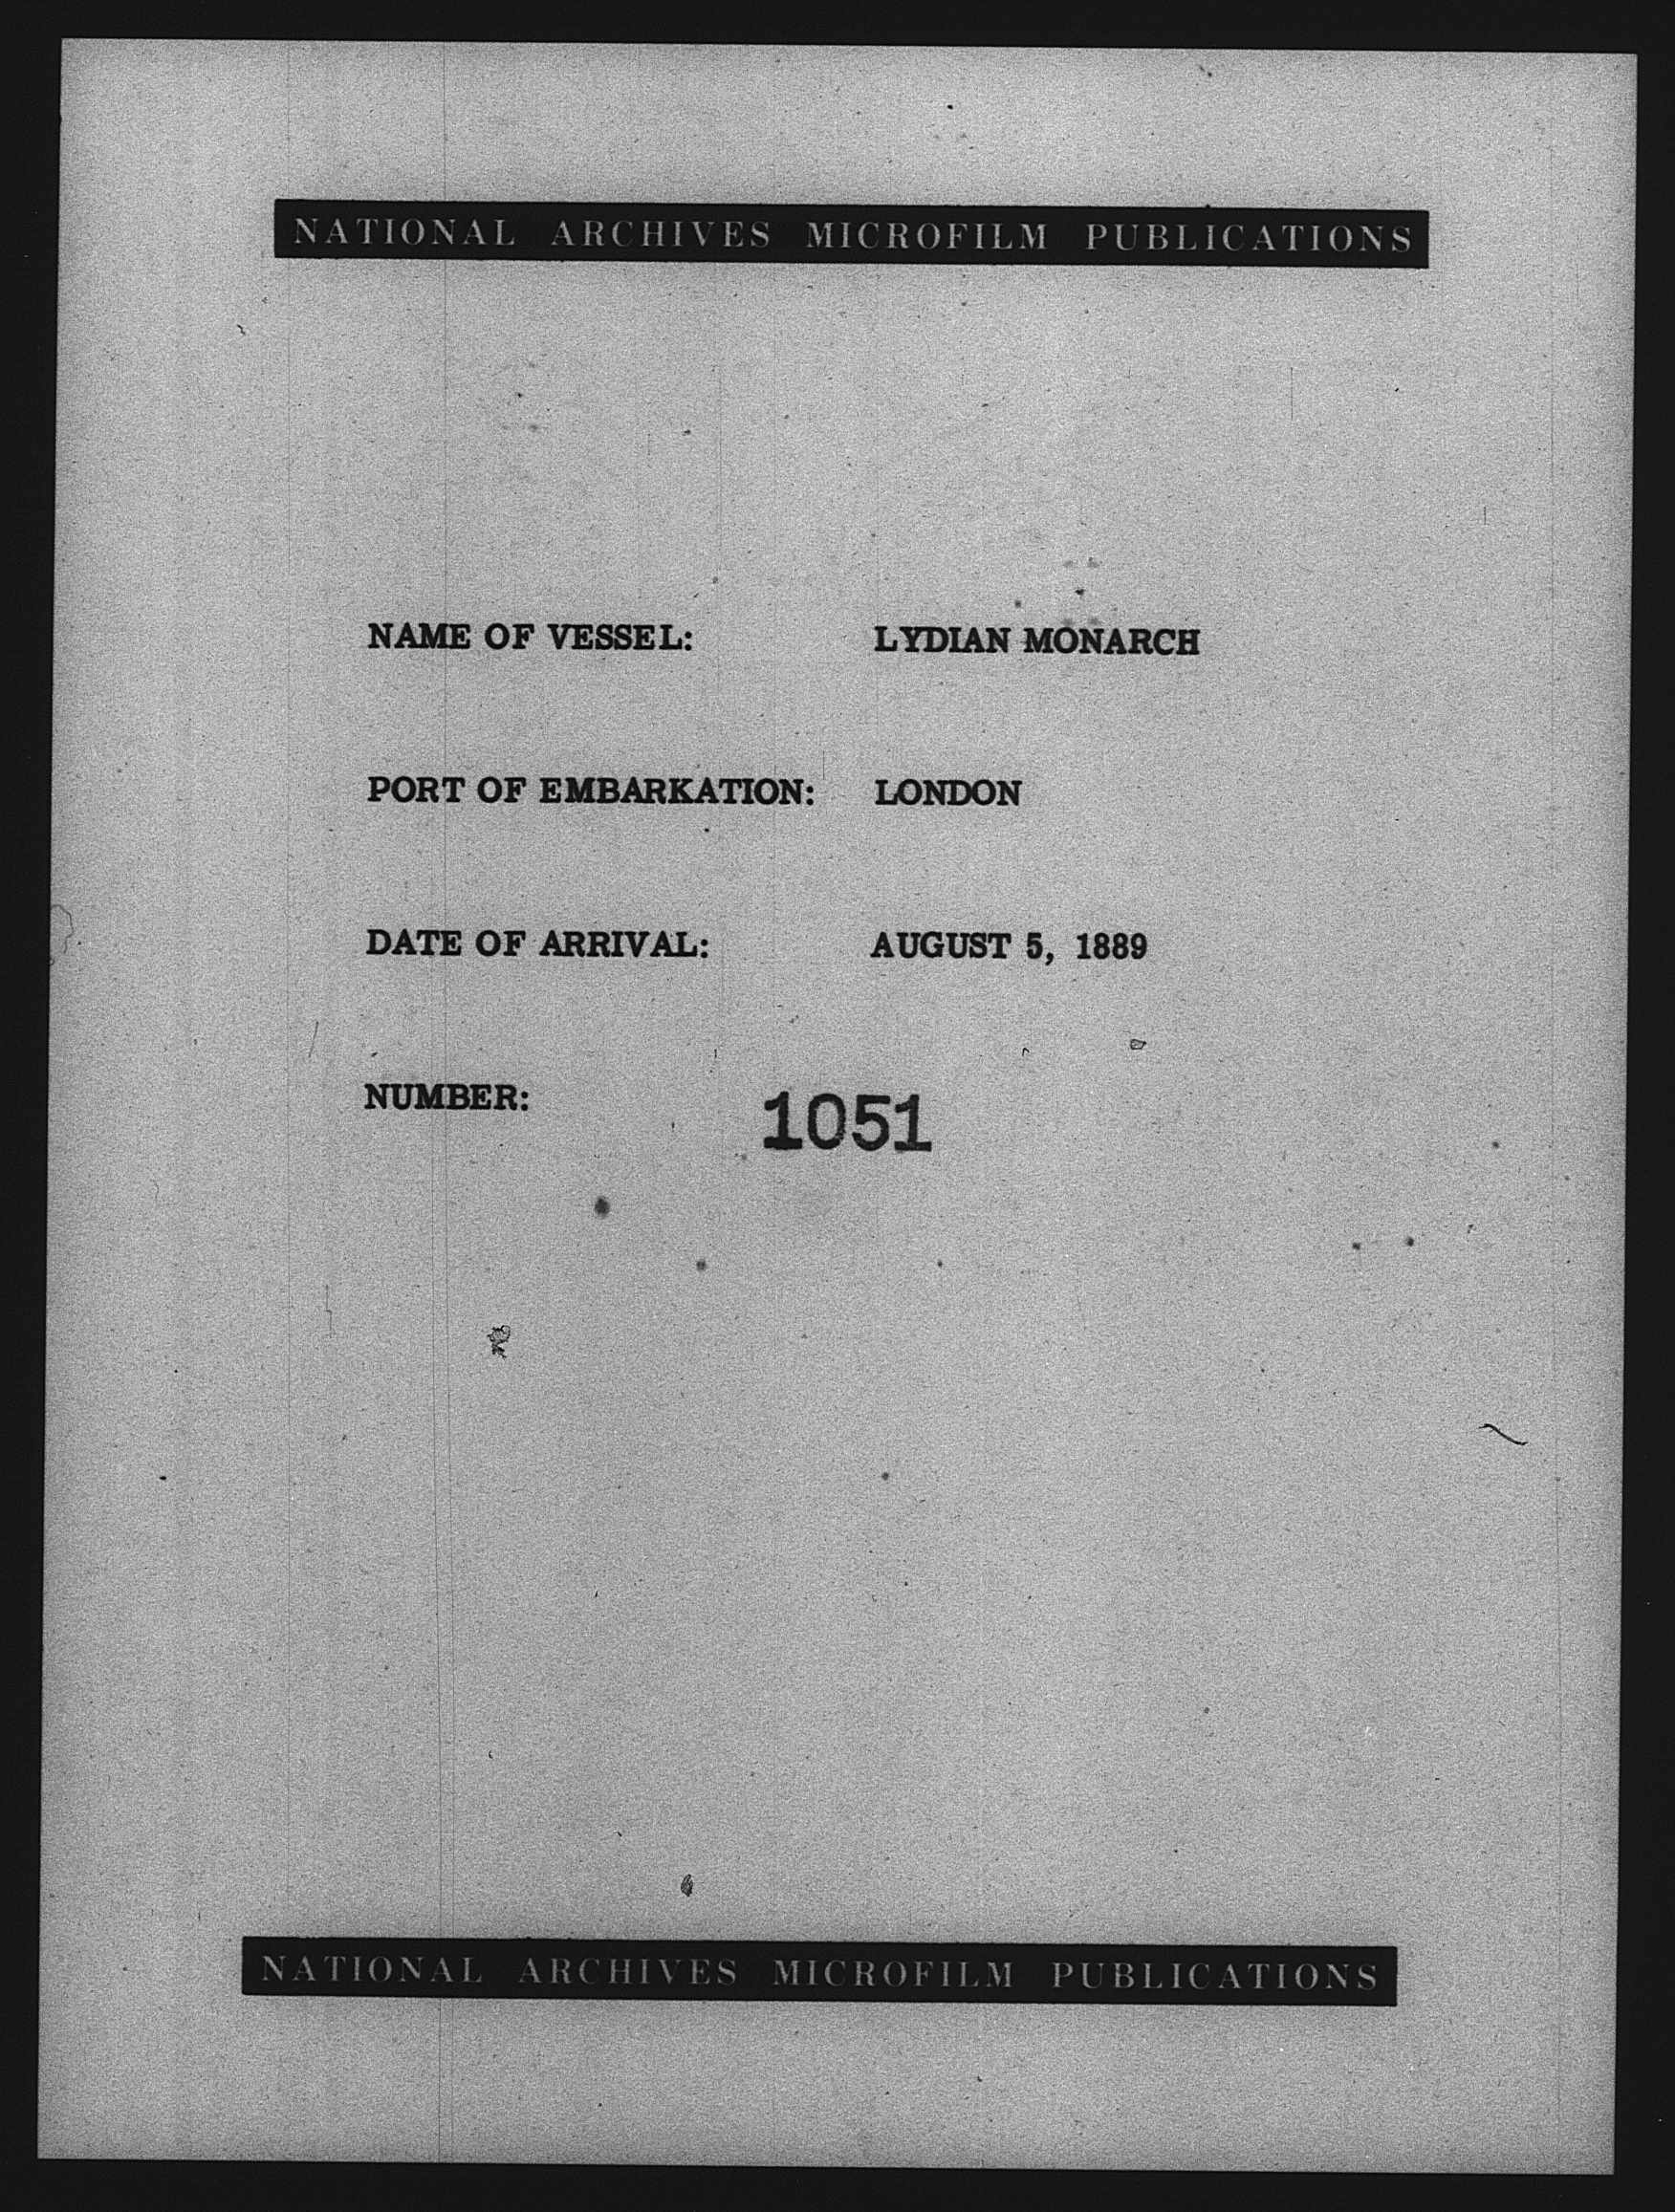 NATIONAL ARCHIVES MICROFILM PUBLICATIONS
NAME OF VESSEL: LYDIAN MONARCH
PORT OF EMBARKATION: LONDON
DATE OF ARRIVAL: AUGUST 5, 1889
NUMBER: 1051
NATIONAL ARCHIVES MICROFILM PUBLICATIONS